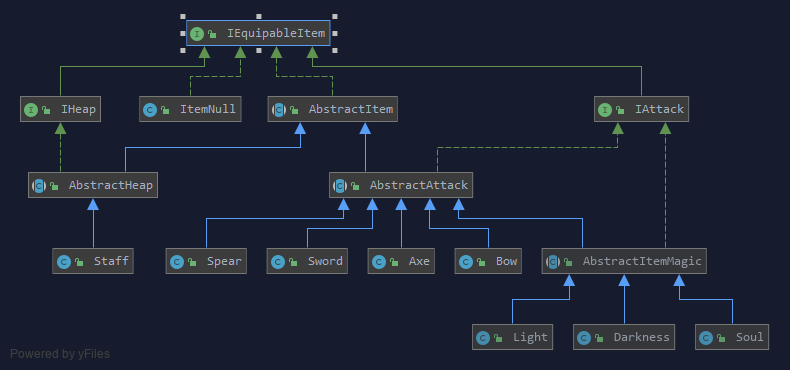 IEquipableItem
IHeap
ItemNull
AbstractItem
IAttack
AbstractHeap
AbstractAttack
Staff
Spear
Sword
Axe
Bow
AbstractItemMagic
Light
Darkness
Soul
Powered by yFiles